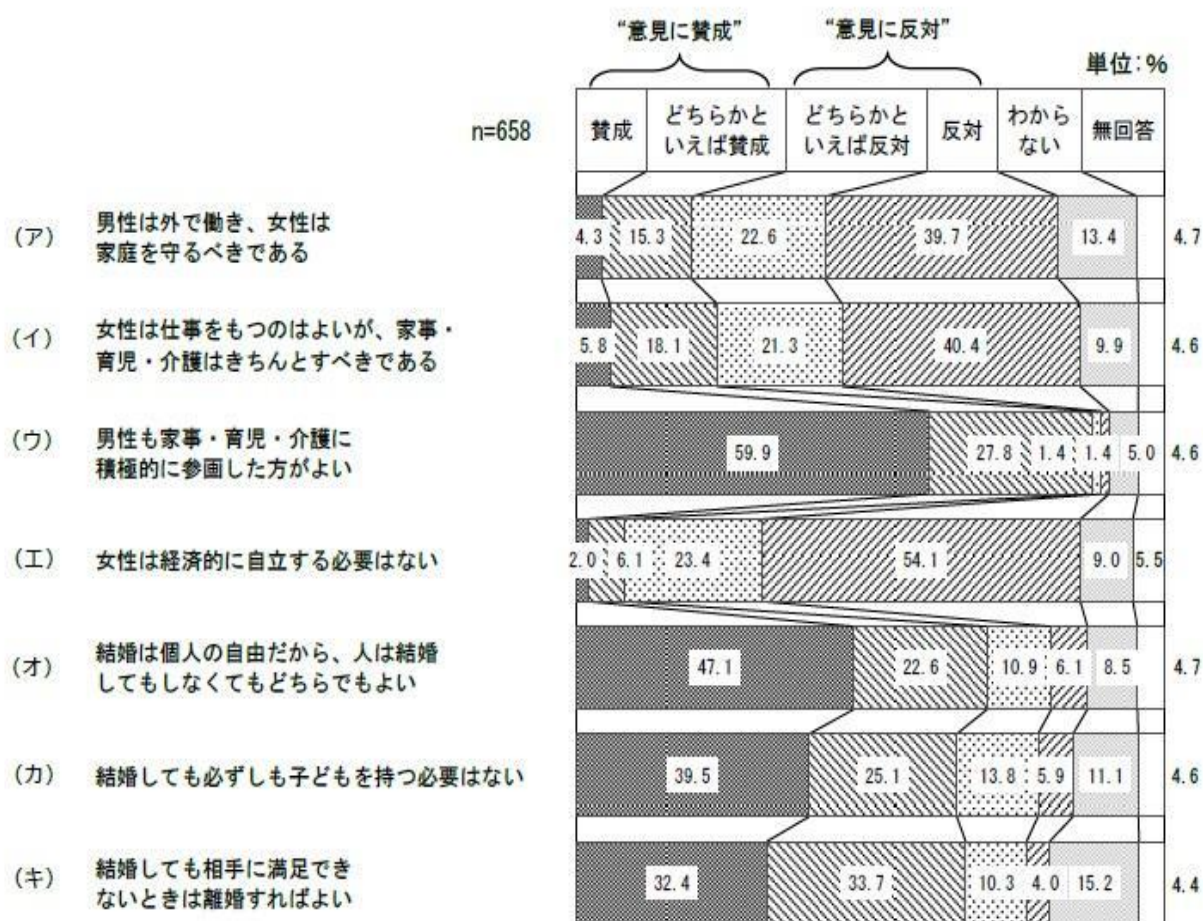 “意見に賛成” “意見に反対”
単位：%
n=658
賛成 どちらかと いえば賛成 どちらかと いえば反対 反対 わから ない 無回答
(ア) 男性は外で働き、女性は
家庭を守るべきである
4.3 15.3 22.6 39.7 13.4 4.7
(イ) 女性は仕事をもつのはよいが、家事・
育児・介護はきちんとすべきである
5.8 18.1 21.3 40.4 9.9 4.6
(ウ) 男性も家事・育児・介護に
積極的に参画した方がよい
59.9 27.8 1.4 1.4 5.0 4.6
(エ) 女性は経済的に自立する必要はない
2.0 6.1 23.4 54.1 9.0 5.5
(オ) 結婚は個人の自由だから、人は結婚
してもしなくてもどちらでもよい
47.1 22.6 10.9 6.1 8.5 4.7
(カ) 結婚しても必ずしも子どもを持つ必要はない
39.5 25.1 13.8 5.9 11.1 4.6
(キ) 結婚しても相手に満足でき
ないときは離婚すればよい
32.4 33.7 10.3 4.0 15.2 4.4